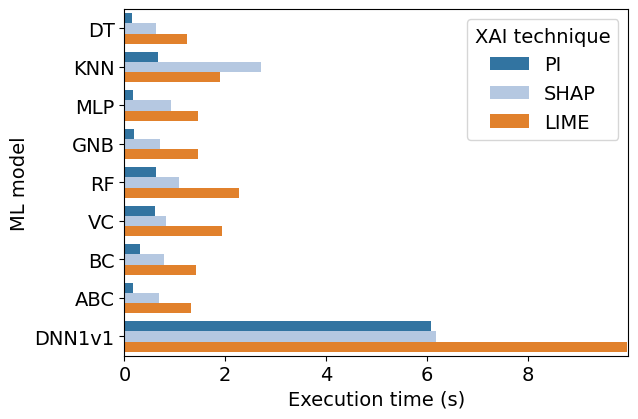 XAI technique
PI
SHAP
LIME
ML model
DT
KNN
MLP
GNB
RF
VC
BC
ABC
DNN1v1
0 2 4 6 8
Execution time (s)